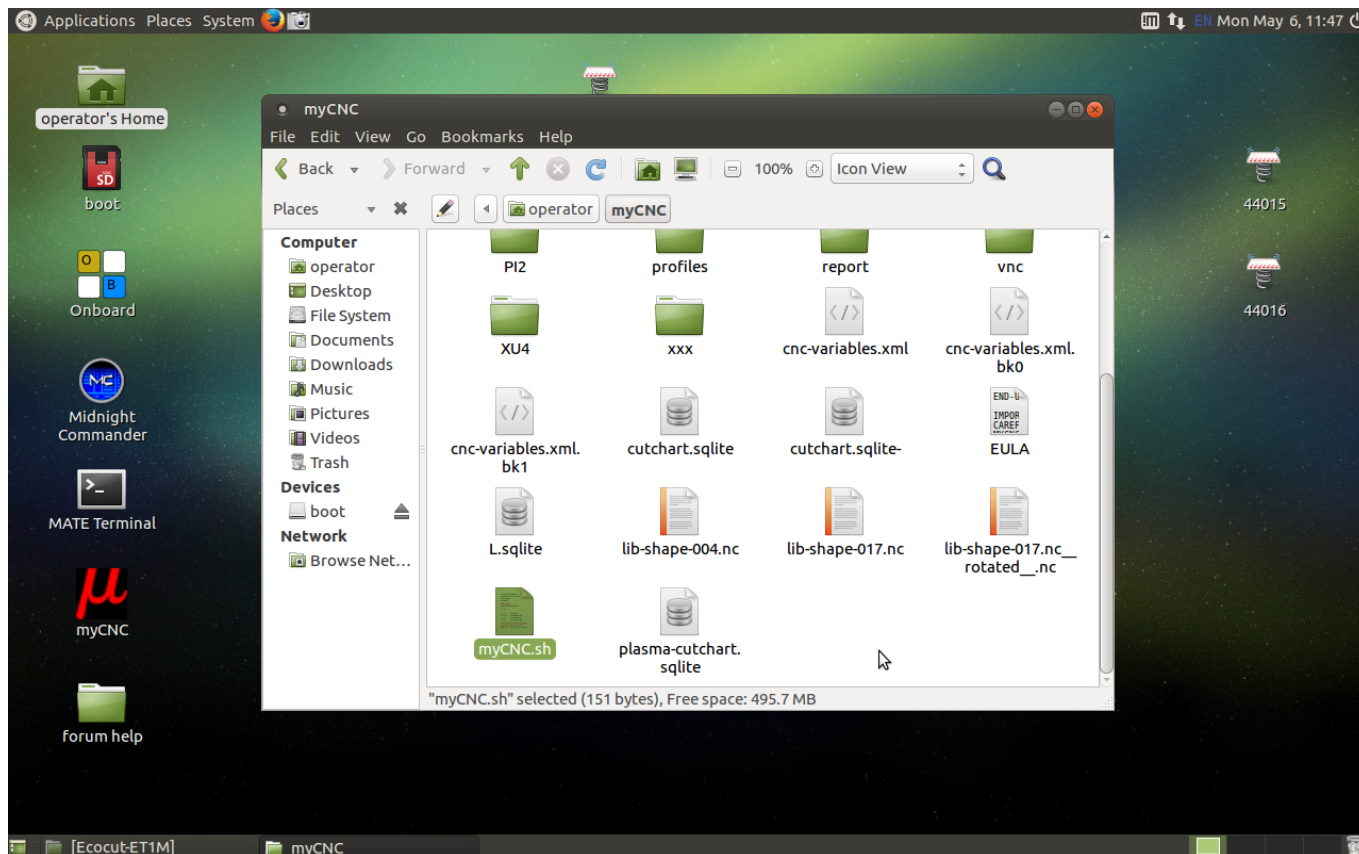 Applications Places System EN Mon May 6, 11:47
operator's Home
SD
boot
O
B
Onboard
MC
Midnight
Commander
>_
MATE Terminal
μ
myCNC
forum help
myCNC
File Edit View Go Bookmarks Help
Back Forward 100% Icon View
Places operator myCNC
Computer
operator
Desktop
File System
Documents
Downloads
Music
Pictures
Videos
Trash
Devices
boot
Network
Browse Net...
PI2 profiles report vnc
</> </>
XU4 xxx cnc-variables.xml cnc-variables.xml.
bk0
</>
END-U
IMPOR
CAREF
cnc-variables.xml. cutchart.sqlite cutchart.sqlite- EULA
bk1
L.sqlite lib-shape-004.nc lib-shape-017.nc lib-shape-017.nc__
rotated__.nc
myCNC.sh plasma-cutchart.
sqlite
"myCNC.sh" selected (151 bytes), Free space: 495.7 MB
44015
44016
[Ecocut-ET1M] myCNC